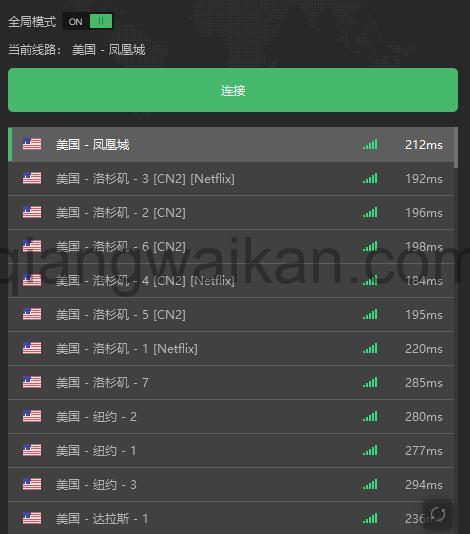 全局模式 ON
当前线路: 美国 - 凤凰城
连接
美国 - 凤凰城 212ms
美国 - 洛杉矶 - 3 [CN2] [Netflix] 192ms
美国 - 洛杉矶 - 2 [CN2] 196ms
美国 - 洛杉矶 - 6 [CN2] 198ms
qiangwaikan.com
美国 - 洛杉矶 - 4 [CN2] [Netflix] 184ms
美国 - 洛杉矶 - 5 [CN2] 195ms
美国 - 洛杉矶 - 1 [Netflix] 220ms
美国 - 洛杉矶 - 7 285ms
美国 - 纽约 - 2 280ms
美国 - 纽约 - 1 277ms
美国 - 纽约 - 3 294ms
美国 - 达拉斯 - 1 236ms